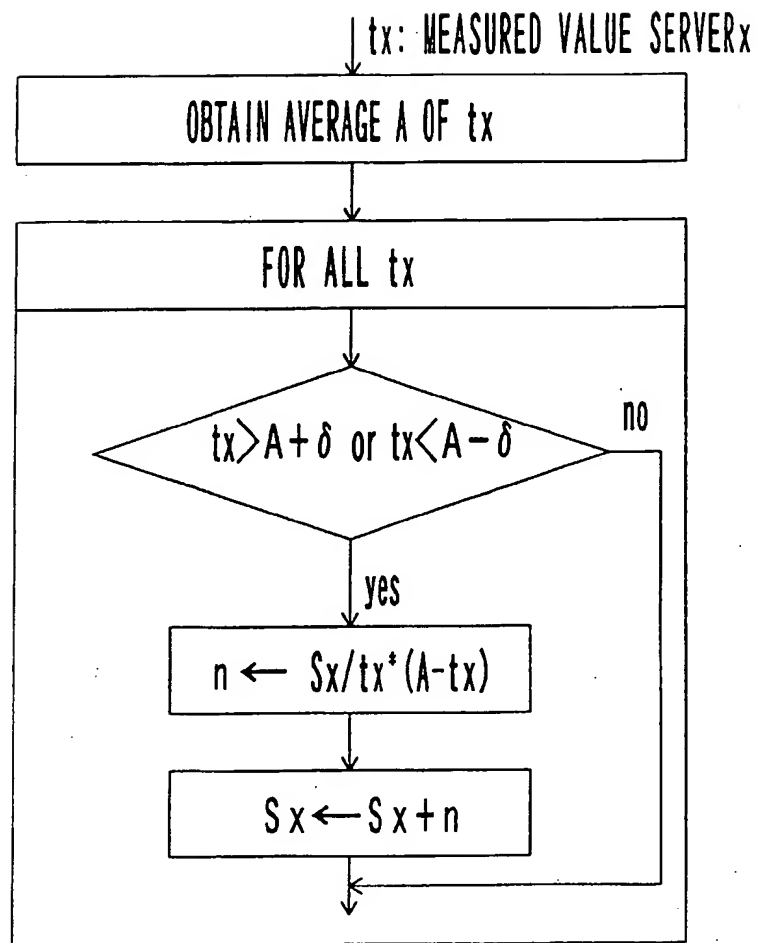 tx: MEASURED VALUE SERVERx
OBTAIN AVERAGE A OF tx
FOR ALL tx
tx>A+δ or tx<A-δ
no
yes
n ← Sx/tx*(A-tx)
Sx←Sx+n